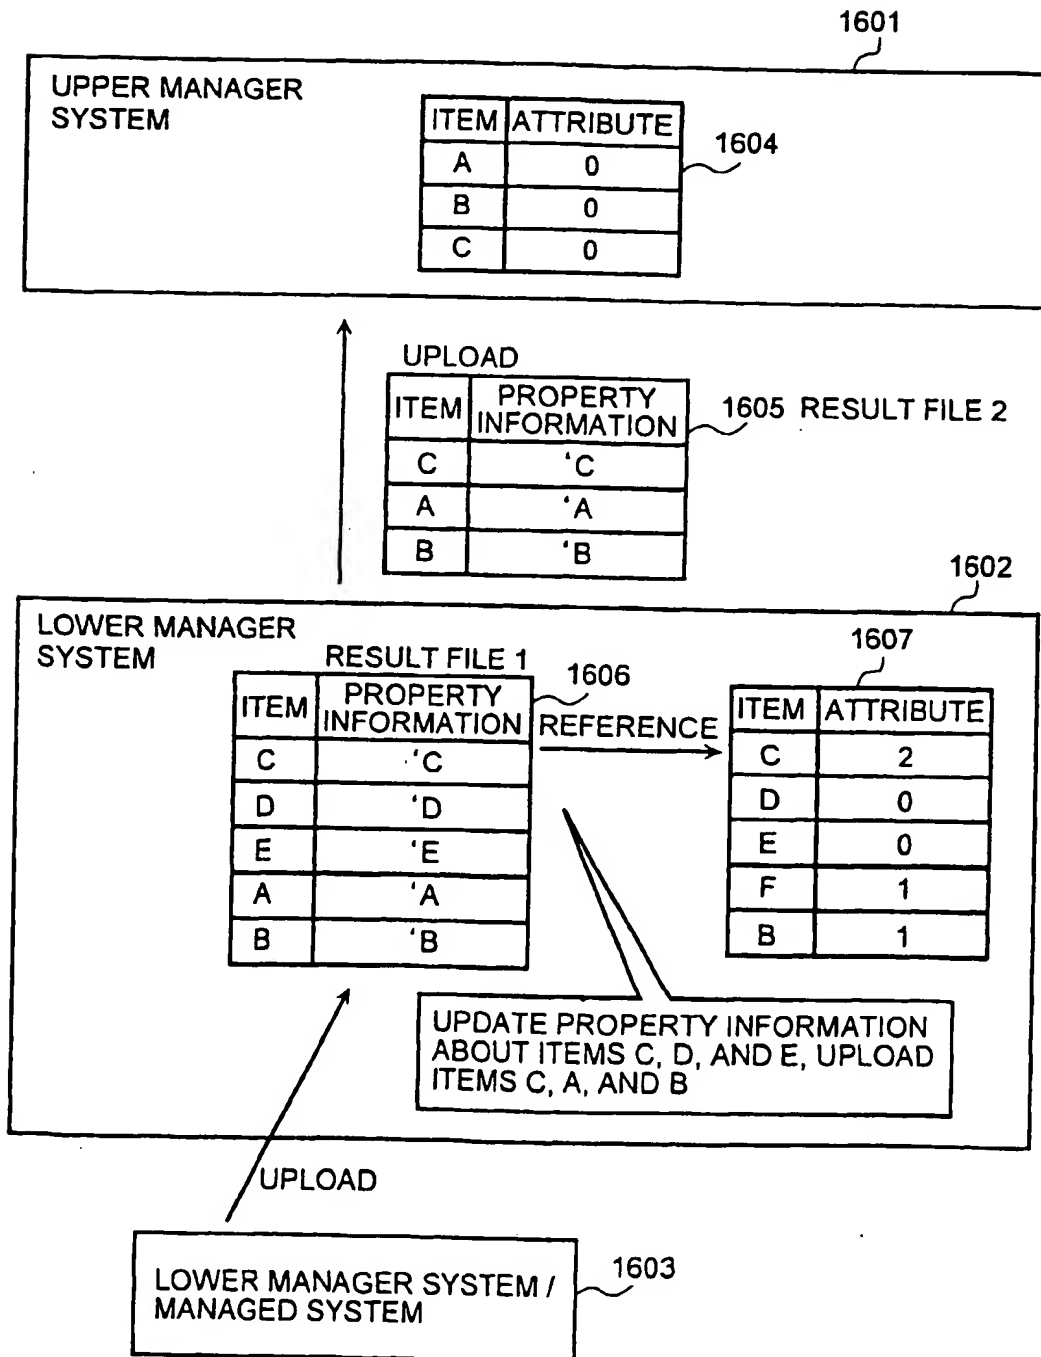 1601
UPPER MANAGER
SYSTEM
ITEM ATTRIBUTE
1604
A 0
B 0
C 0
UPLOAD
ITEM PROPERTY
INFORMATION
1605 RESULT FILE 2
C 'C
A 'A
B 'B
1602
LOWER MANAGER
SYSTEM
RESULT FILE 1
1606
ITEM PROPERTY
INFORMATION
C 'C
D 'D
E 'E
A 'A
B 'B
REFERENCE
1607
ITEM ATTRIBUTE
C 2
D 0
E 0
F 1
B 1
UPDATE PROPERTY INFORMATION
ABOUT ITEMS C, D, AND E, UPLOAD
ITEMS C, A, AND B
UPLOAD
LOWER MANAGER SYSTEM /
MANAGED SYSTEM
1603